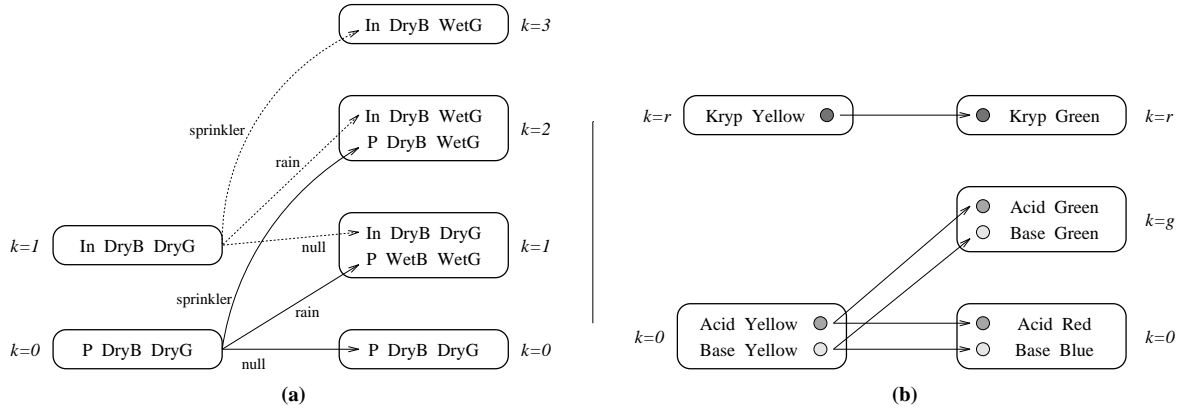 In DryB WetG k=3
sprinkler
In DryB WetG
P DryB WetG
k=2
rain
k=1 In DryB DryG
In DryB DryG
P WetB WetG
k=1
null
sprinkler
rain
k=0 P DryB DryG
P DryB DryG k=0
null
(a)
k=r Kryp Yellow
Kryp Green k=r
Acid Green
Base Green
k=g
k=0
Acid Yellow
Base Yellow
Acid Red
Base Blue
k=0
(b)